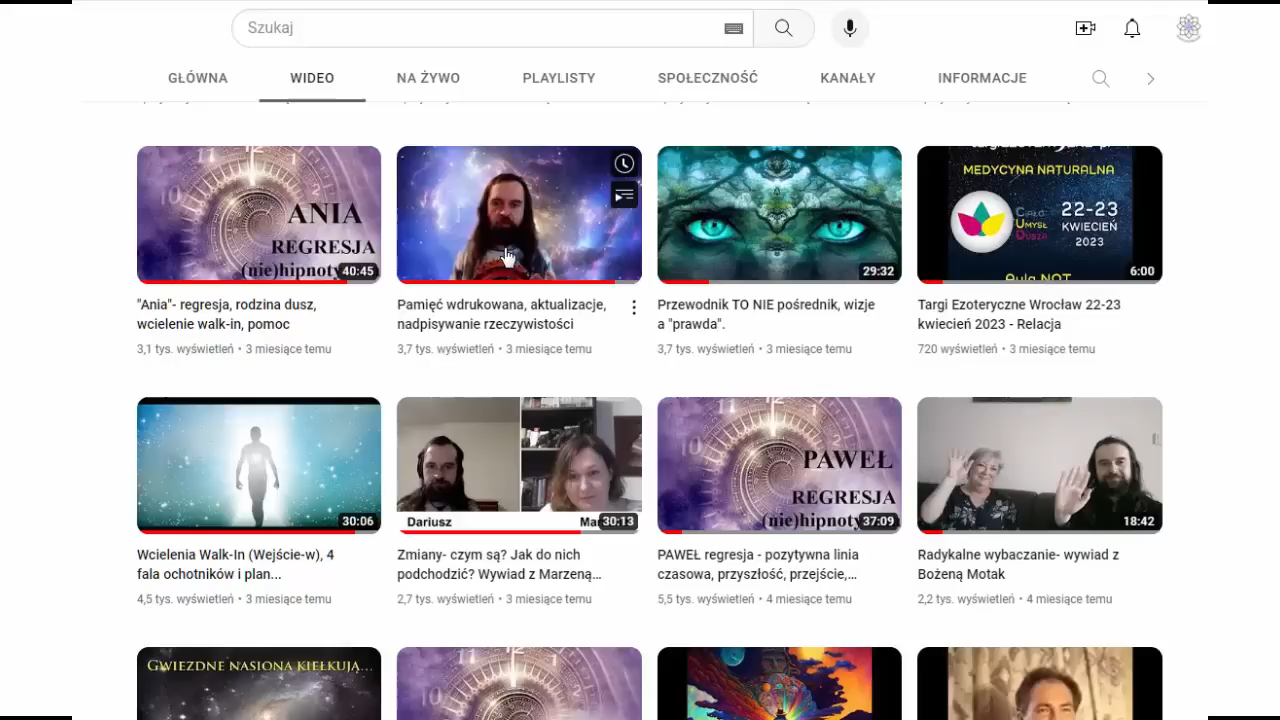 Szukaj
GŁÓWNA WIDEO NA ŻYWO PLAYLISTY SPOŁECZNOŚĆ KANAŁY INFORMACJE
ANIA
REGRESJA
(nie)hipnoty
40:45
29:32
MEDYCYNA NATURALNA
CIAŁO
UMYSŁ
DUSZA
22-23
KWIECIEŃ
2023
Aula NOT
6:00
"Ania"- regresja, rodzina dusz,
wcielenie walk-in, pomoc
3,1 tys. wyświetleń • 3 miesiące temu
Pamięć wdrukowana, aktualizacje,
nadpisywanie rzeczywistości
3,7 tys. wyświetleń • 3 miesiące temu
Przewodnik TO NIE pośrednik, wizje
a "prawda".
3,7 tys. wyświetleń • 3 miesiące temu
Targi Ezoteryczne Wrocław 22-23
kwiecień 2023 - Relacja
720 wyświetleń • 3 miesiące temu
30:06
Dariusz
Mar
30:13
PAWEŁ
REGRESJA
(nie)hipnoty
37:09
18:42
Wcielenia Walk-In (Wejście-w), 4
fala ochotników i plan...
4,5 tys. wyświetleń • 3 miesiące temu
Zmiany- czym są? Jak do nich
podchodzić? Wywiad z Marzeną...
2,7 tys. wyświetleń • 3 miesiące temu
PAWEŁ regresja - pozytywna linia
czasowa, przyszłość, przejście,...
5,5 tys. wyświetleń • 4 miesiące temu
Radykalne wybaczanie- wywiad z
Bożeną Motak
2,2 tys. wyświetleń • 4 miesiące temu
GWIEZDNE NASIONA KIEŁKUJĄ...